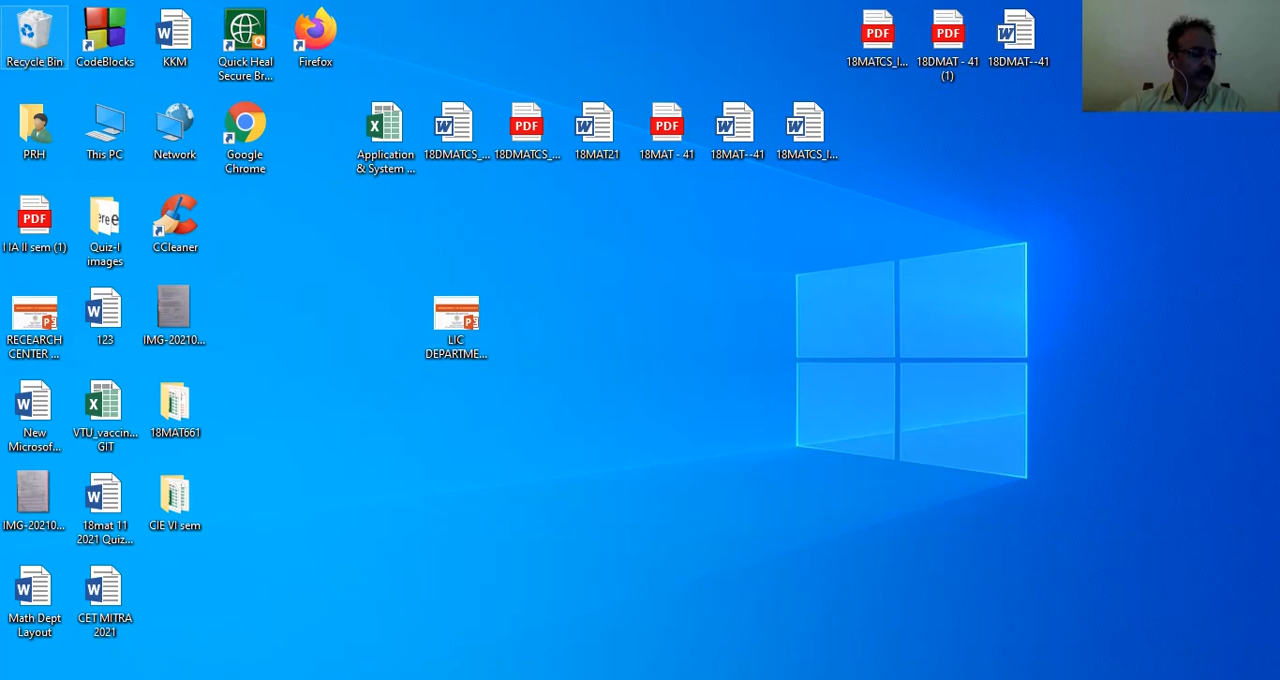 Recycle Bin
CodeBlocks
KKM
Quick Heal
Secure Br...
Firefox
18MATCS_I...
18DMAT - 41
(1)
18DMAT--41
PRH
This PC
Network
Google
Chrome
Application
& System ...
18DMATCS_...
18DMATCS_...
18MAT21
18MAT - 41
18MAT--41
18MATCS_I...
I IA II sem (1)
Quiz-I
images
CCleaner
RECEARCH
CENTER ...
123
IMG-20210...
LIC
DEPARTME...
New
Microsof...
VTU_vaccin...
GIT
18MAT661
IMG-20210...
18mat 11
2021 Quiz...
CIE VI sem
Math Dept
Layout
CET MITRA
2021
PDF
PDF
PDF
PDF
PDF